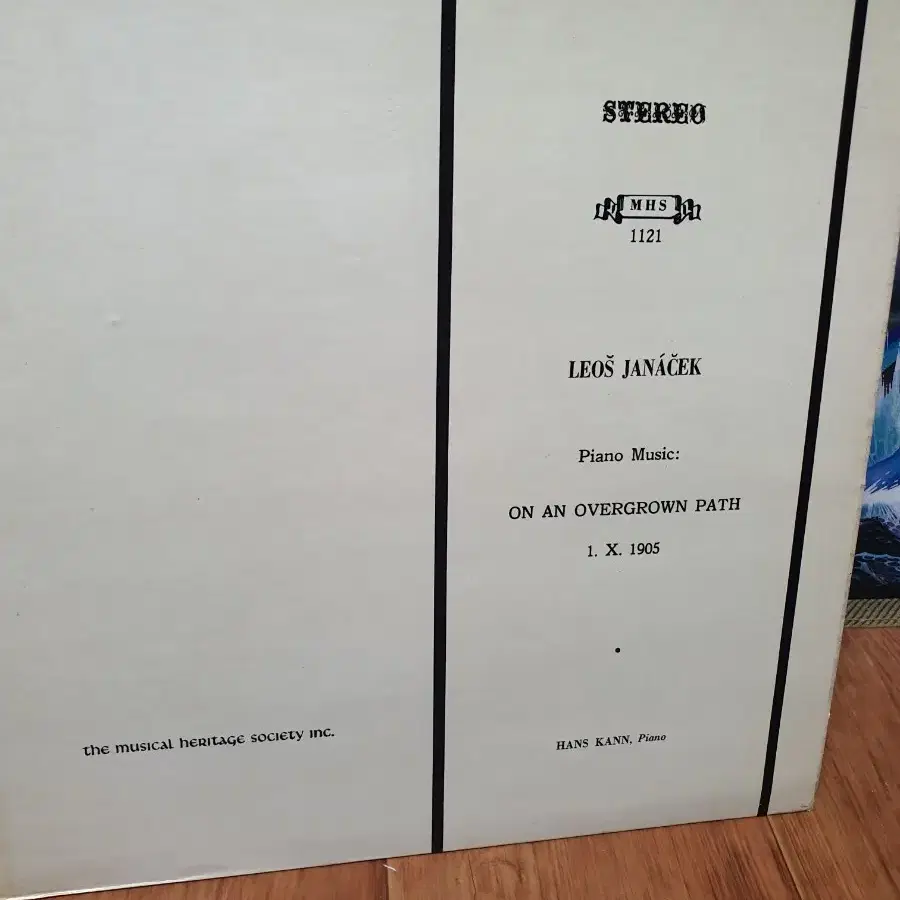 STEREO
MHS
1121
LEOŠ JANÁČEK
Piano Music:
ON AN OVERGROWN PATH
1. X. 1905
HANS KANN, Piano
the musical heritage society inc.